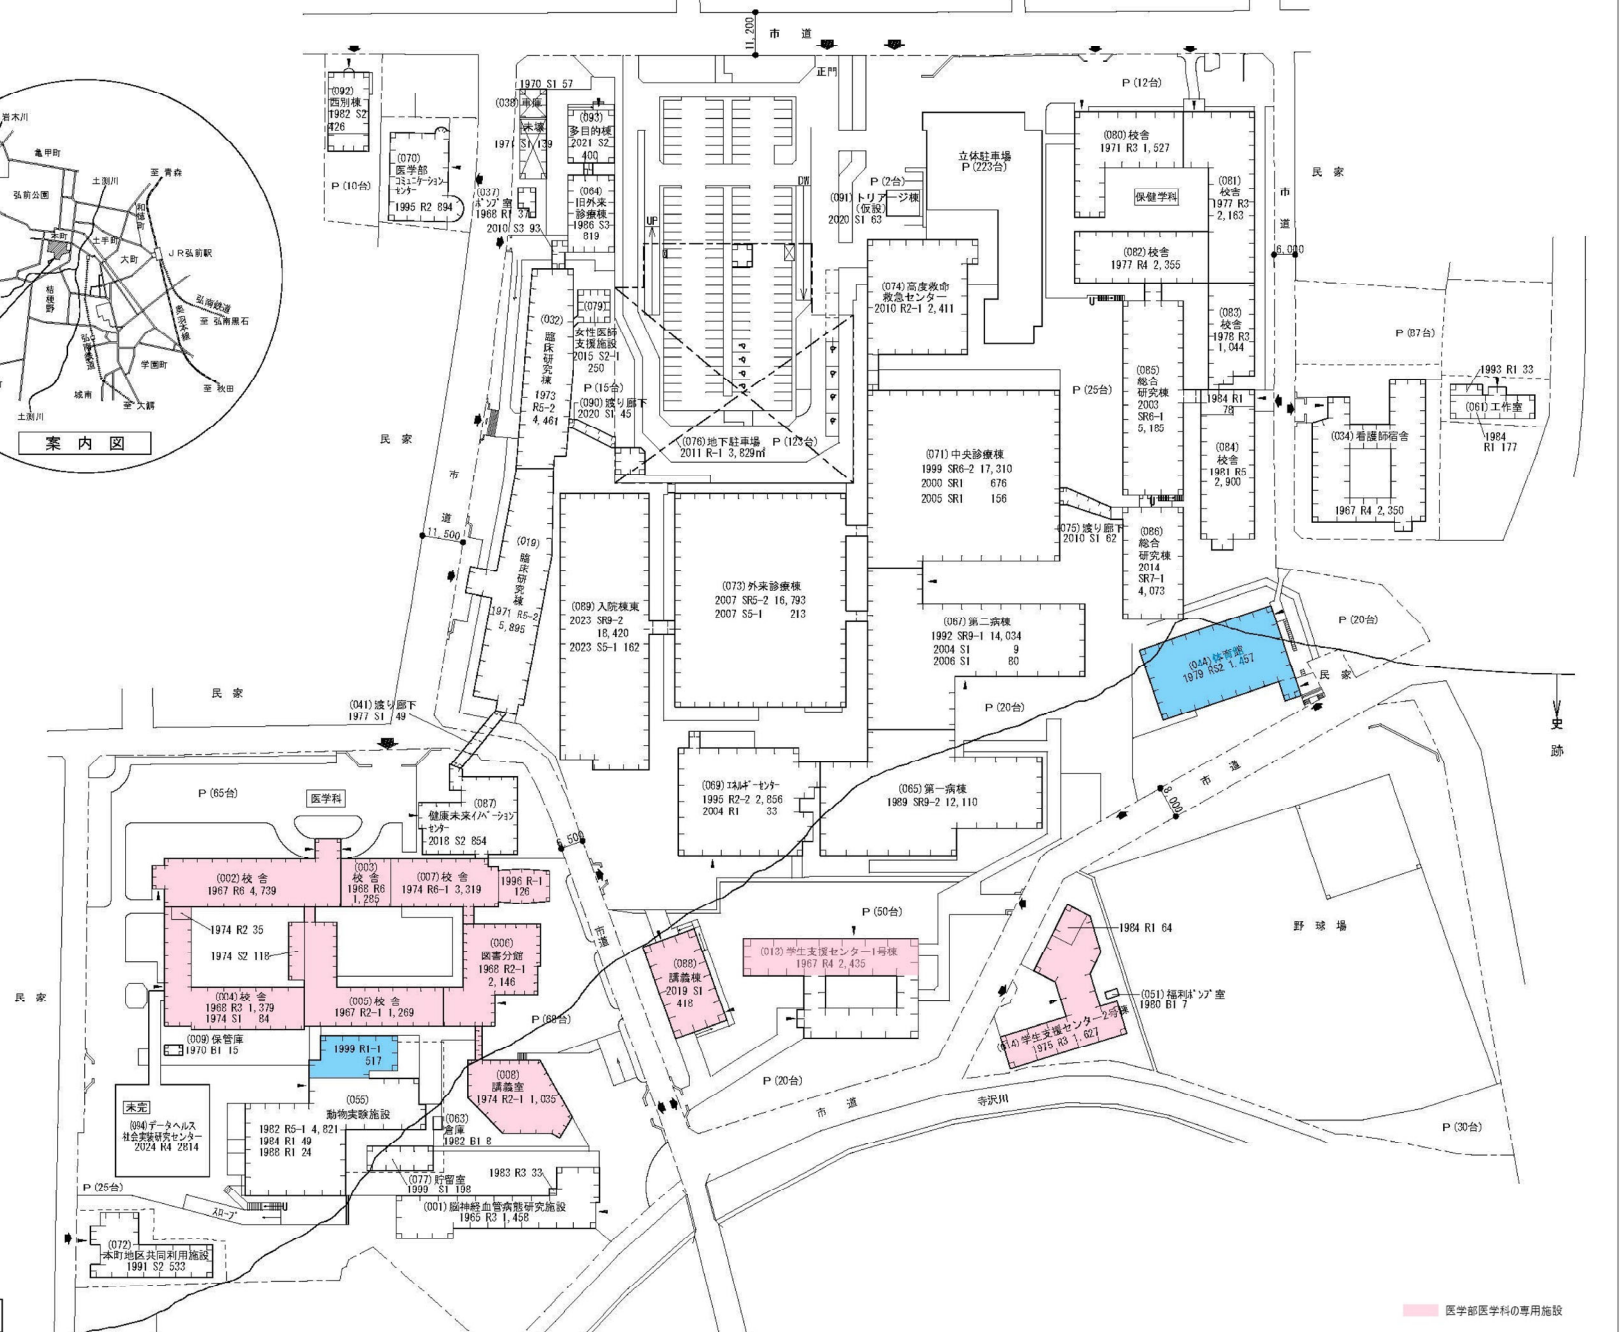 11,200
市 道
正門
岩木川
亀甲町
土渕川
至 青森
弘前公園
和徳町
本町
土手町
大町
JR弘前駅
桔梗野
弘南鉄道
至 弘南黒石
奥羽本線
学園町
至 秋田
城南
至 大鰐
土渕川
案 内 図
(092)
西別棟
1982 S2
426
P (10台)
(070)
医学部
コミュニケーション
センター
1995 R2 894
1970 S1 57
(038) 車庫
(093)
多目的棟
2021 S2
400
(037)
ポンプ室
1968 R1 37
2010 S3 93
(064)
旧外来
診療棟
1986 S3
819
(032)
臨床研究棟
1973
R5-2
4,461
(079)
女性医師
支援施設
2015 S2-1
250
P (15台)
(090) 渡り廊下
2020 S1 45
UP
DW
(076) 地下駐車場 P (123台)
2011 R-1 3,829㎡
(091) トリアージ棟
(仮設)
2020 S1 63
P (2台)
立体駐車場
P (223台)
(074) 高度救命
救急センター
2010 R2-1 2,411
P (12台)
(080) 校舎
1971 R3 1,527
保健学科
(081)
校舎
1977 R3
2,163
(082) 校舎
1977 R4 2,355
(083)
校舎
1978 R3
1,044
(085)
総合
研究棟
2003
SR6-1
5,185
P (25台)
1984 R1
78
(084)
校舎
1981 R5
2,900
市 道
6,000
民 家
P (87台)
(034) 看護師宿舎
1967 R4 2,350
1993 R1 33
(061) 工作室
1984
R1 177
民 家
市 道
11,500
(019)
臨床研究棟
1971 R5-2
5,895
(089) 入院棟東
2023 SR9-2
18,420
2023 S5-1 162
(073) 外来診療棟
2007 SR5-2 16,793
2007 S5-1 213
(071) 中央診療棟
1999 SR6-2 17,310
2000 SR1 676
2005 SR1 156
(075) 渡り廊下
2010 S1 62
(086)
総合
研究棟
2014
SR7-1
4,073
(067) 第二病棟
1992 SR9-1 14,034
2004 S1 9
2006 S1 80
P (20台)
(044) 体育館
1979 RS2 1,457
P (20台)
民 家
史 跡
市 道
8,000
民 家
(041) 渡り廊下
1977 S1 49
P (65台)
医学科
(087)
健康未来イノベーション
センター
2018 S2 854
(069) エネルギーセンター
1995 R2-2 2,856
2004 R1 33
(065) 第一病棟
1989 SR9-2 12,110
6,500
(002) 校 舎
1967 R6 4,739
(003)
校 舎
1968 R6
1,285
(007) 校 舎
1974 R6-1 3,319
1996 R-1
126
1974 R2 35
1974 S2 118
(006)
図書分館
1968 R2-1
2,146
(004) 校 舎
1968 R3 1,379
1974 S1 84
(005) 校 舎
1967 R2-1 1,269
民 家
市道
P (50台)
(088)
講義棟
2019 S1
418
(013) 学生支援センター1号棟
1967 R4 2,435
1984 R1 64
(051) 福利ポンプ室
1980 B1 7
(014) 学生支援センター2号棟
1975 R3 1,627
野 球 場
(009) 保管庫
1970 B1 15
1999 R1-1
517
P (68台)
(008)
講義室
1974 R2-1 1,035
P (20台)
市 道
寺沢川
P (30台)
未完
(094) データヘルス
社会実装研究センター
2024 R4 2814
(055)
動物実験施設
1982 R5-1 4,821
1984 R1 49
1988 R1 24
(063)
倉庫
1982 B1 8
(077) 貯留室
1999 S1 198
1983 R3 33
(001) 脳神経血管病態研究施設
1965 R3 1,458
P (25台)
スロープ
(072)
本町地区共同利用施設
1991 S2 533
医学部医学科の専用施設